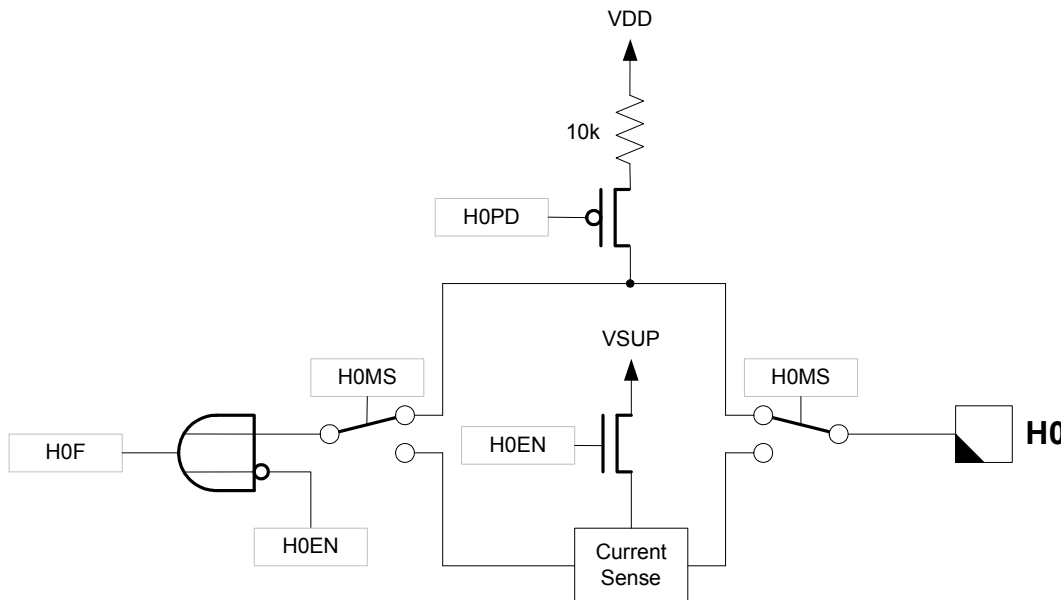 VDD
10k
H0PD
VSUP
H0MS
H0MS
H0EN
H0F
H0
H0EN
Current
Sense